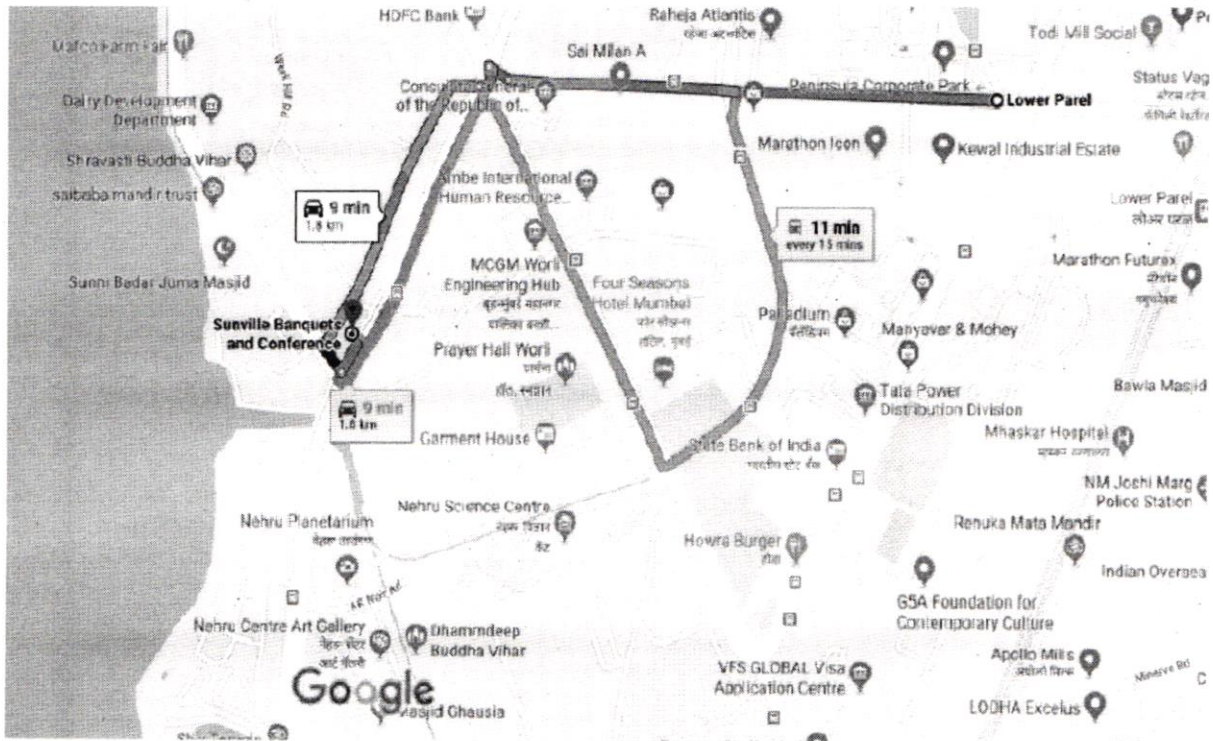 HDFC Bank
Raheja Atlantis
Todi Mill Social
Mafco Farm Fair
Sai Milan A
Consulate General
of the Republic of..
Peninsula Corporate Park
Lower Parel
Status Veg
Dairy Development
Department
Shravasti Buddha Vihar
Marathon Icon
Kewal Industrial Estate
saibaba mandir trust
Ambe International
Human Resource...
9 min
1.8 km
11 min
every 15 mins
Lower Parel
लोअर परळ
Sunni Badar Juma Masjid
MCGM Worli
Engineering Hub
Four Seasons
Hotel Mumbai
Marathon Futurex
Sunville Banquets
and Conference
Palladium
Manyavar & Mohey
Prayer Hall Worli
9 min
Tata Power
Distribution Division
Bawla Masjid
Garment House
State Bank of India
Mhaskar Hospital
NM Joshi Marg
Police Station
Nehru Science Centre
Nehru Planetarium
Howra Burger
Renuka Mata Mandir
Indian Oversea
G5A Foundation for
Contemporary Culture
Nehru Centre Art Gallery
Dhammdeep
Buddha Vihar
Apollo Mills
VFS GLOBAL Visa
Application Centre
LODHA Excelus
Google
Masjid Ghausia